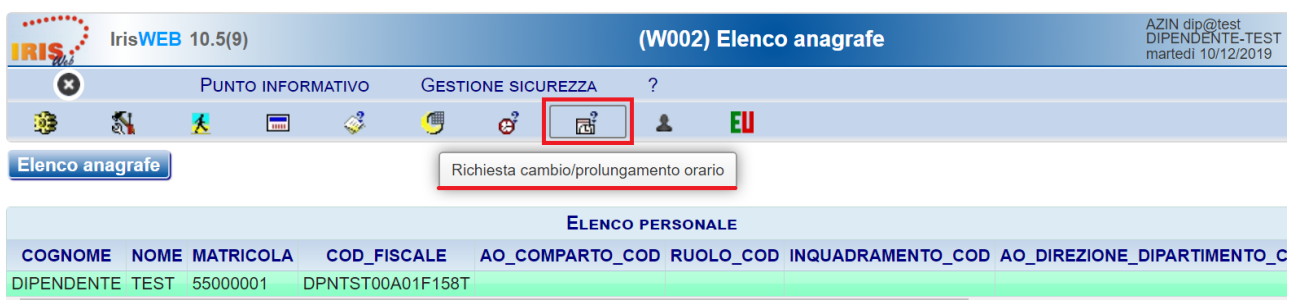 IRIS Web
IrisWEB 10.5(9)
(W002) Elenco anagrafe
AZIN dip@test
DIPENDENTE-TEST
martedì 10/12/2019
PUNTO INFORMATIVO GESTIONE SICUREZZA ?
EU
Elenco anagrafe
Richiesta cambio/prolungamento orario
ELENCO PERSONALE
COGNOME NOME MATRICOLA COD_FISCALE AO_COMPARTO_COD RUOLO_COD INQUADRAMENTO_COD AO_DIREZIONE_DIPARTIMENTO_C
DIPENDENTE TEST 55000001 DPNTST00A01F158T